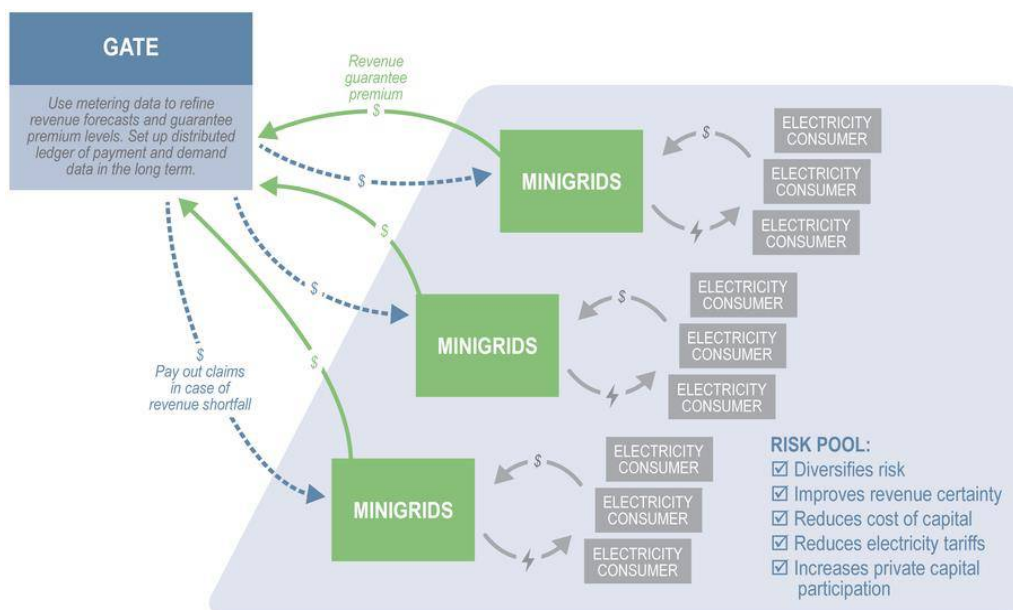 GATE
Use metering data to refine
revenue forecasts and guarantee
premium levels. Set up distributed
ledger of payment and demand
data in the long term.
Revenue
guarantee
premium
$
$
MINIGRIDS
$
ELECTRICITY
CONSUMER
ELECTRICITY
CONSUMER
ELECTRICITY
CONSUMER
$
$
MINIGRIDS
$
ELECTRICITY
CONSUMER
ELECTRICITY
CONSUMER
ELECTRICITY
CONSUMER
$
Pay out claims
in case of
revenue shortfall
$
MINIGRIDS
$
ELECTRICITY
CONSUMER
ELECTRICITY
CONSUMER
ELECTRICITY
CONSUMER
RISK POOL:
☑ Diversifies risk
☑ Improves revenue certainty
☑ Reduces cost of capital
☑ Reduces electricity tariffs
☑ Increases private capital
participation